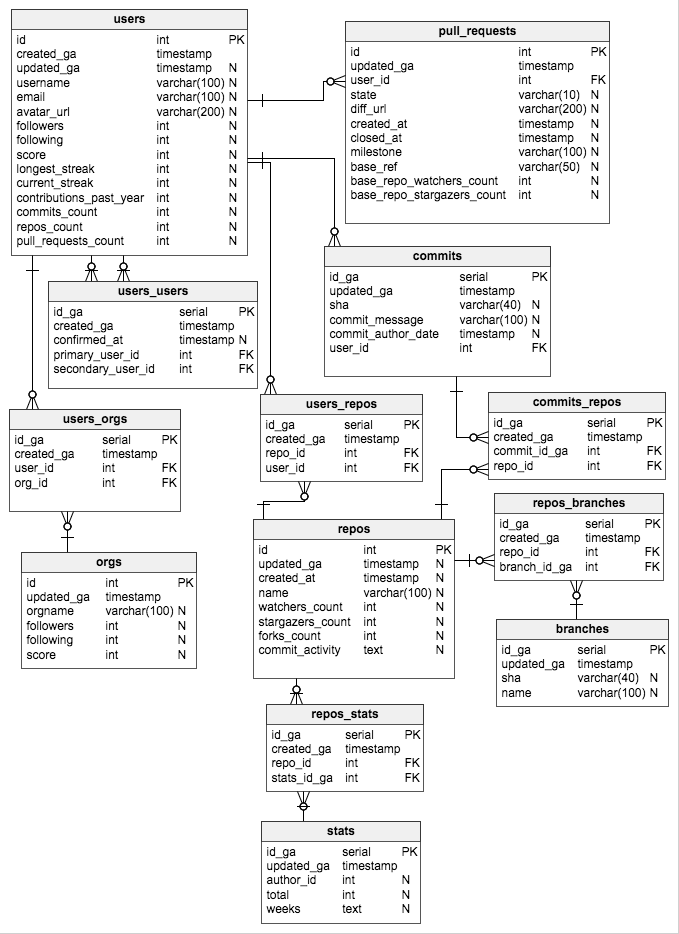 users
id int PK
created_ga timestamp
updated_ga timestamp N
username varchar(100) N
email varchar(100) N
avatar_url varchar(200) N
followers int N
following int N
score int N
longest_streak int N
current_streak int N
contributions_past_year int N
commits_count int N
repos_count int N
pull_requests_count int N
pull_requests
id int PK
updated_ga timestamp
user_id int FK
state varchar(10) N
diff_url varchar(200) N
created_at timestamp N
closed_at timestamp N
milestone varchar(100) N
base_ref varchar(50) N
base_repo_watchers_count int N
base_repo_stargazers_count int N
commits
id_ga serial PK
updated_ga timestamp
sha varchar(40) N
commit_message varchar(100) N
commit_author_date timestamp N
user_id int FK
users_users
id_ga serial PK
created_ga timestamp
confirmed_at timestamp N
primary_user_id int FK
secondary_user_id int FK
users_orgs
id_ga serial PK
created_ga timestamp
user_id int FK
org_id int FK
users_repos
id_ga serial PK
created_ga timestamp
repo_id int FK
user_id int FK
commits_repos
id_ga serial PK
created_ga timestamp
commit_id_ga int FK
repo_id int FK
repos_branches
id_ga serial PK
created_ga timestamp
repo_id int FK
branch_id_ga int FK
orgs
id int PK
updated_ga timestamp
orgname varchar(100) N
followers int N
following int N
score int N
repos
id int PK
updated_ga timestamp N
created_at timestamp N
name varchar(100) N
watchers_count int N
stargazers_count int N
forks_count int N
commit_activity text N
branches
id_ga serial PK
updated_ga timestamp
sha varchar(40) N
name varchar(100) N
repos_stats
id_ga serial PK
created_ga timestamp
repo_id int FK
stats_id_ga int FK
stats
id_ga serial PK
updated_ga timestamp
author_id int N
total int N
weeks text N